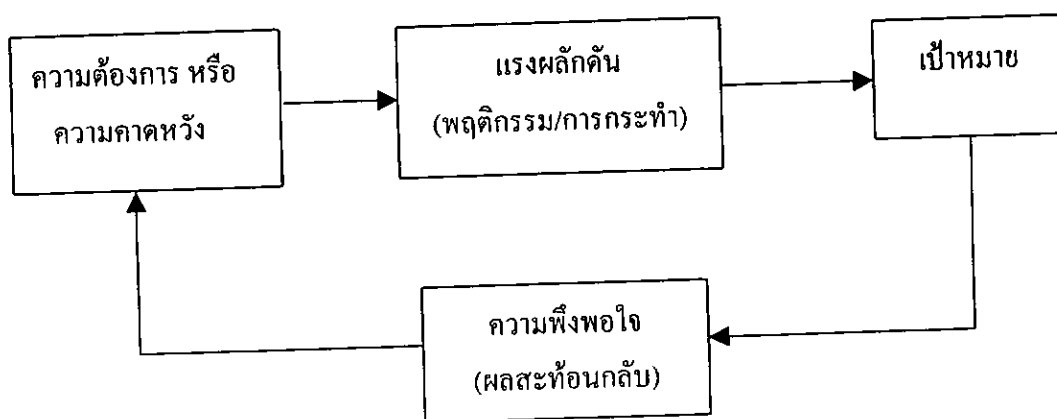 ความต้องการ หรือ
ความคาดหวัง
แรงผลักดัน
(พฤติกรรม/การกระทำ)
เป้าหมาย
ความพึงพอใจ
(ผลสะท้อนกลับ)